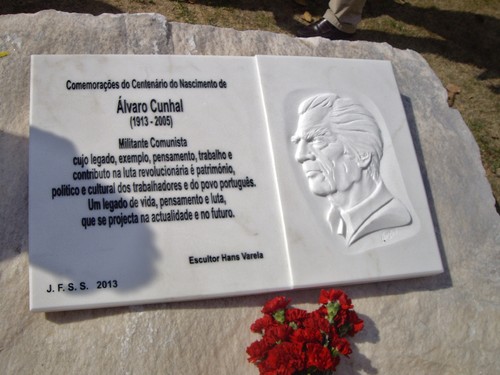 Comemorações do Centenário do Nascimento de
Álvaro Cunhal
(1913 - 2005)
Militante Comunista
cujo legado, exemplo, pensamento, trabalho e
contributo na luta revolucionária é património,
político e cultural dos trabalhadores e do povo português.
Um legado de vida, pensamento e luta,
que se projecta na actualidade e no futuro.
Escultor Hans Varela
J. F. S. S. 2013